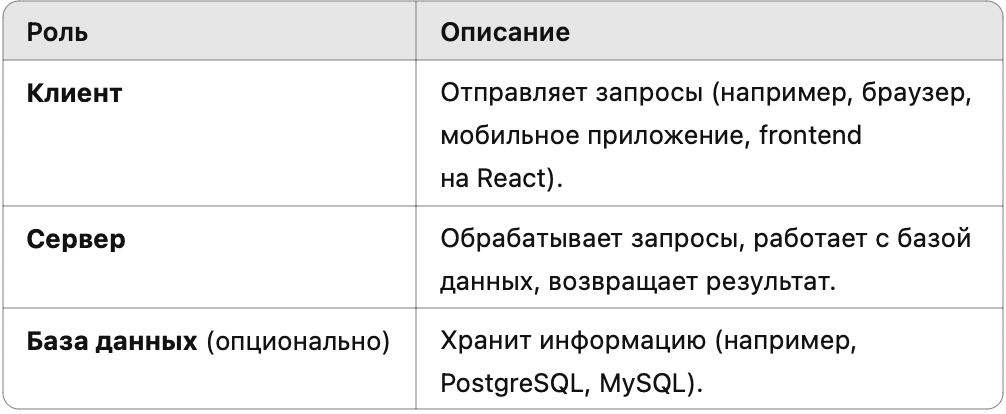 Роль
Описание
Клиент
Отправляет запросы (например, браузер,
мобильное приложение, frontend
на React).
Сервер
Обрабатывает запросы, работает с базой
данных, возвращает результат.
База данных (опционально)
Хранит информацию (например,
PostgreSQL, MySQL).